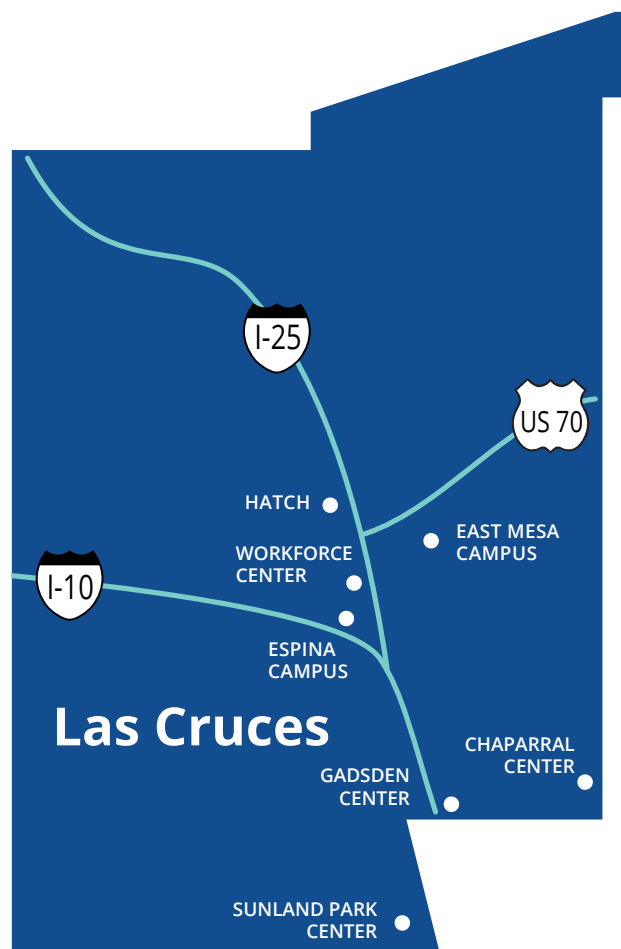 I-25
US 70
HATCH
EAST MESA
CAMPUS
WORKFORCE
CENTER
I-10
ESPINA
CAMPUS
Las Cruces
CHAPARRAL
CENTER
GADSDEN
CENTER
SUNLAND PARK
CENTER